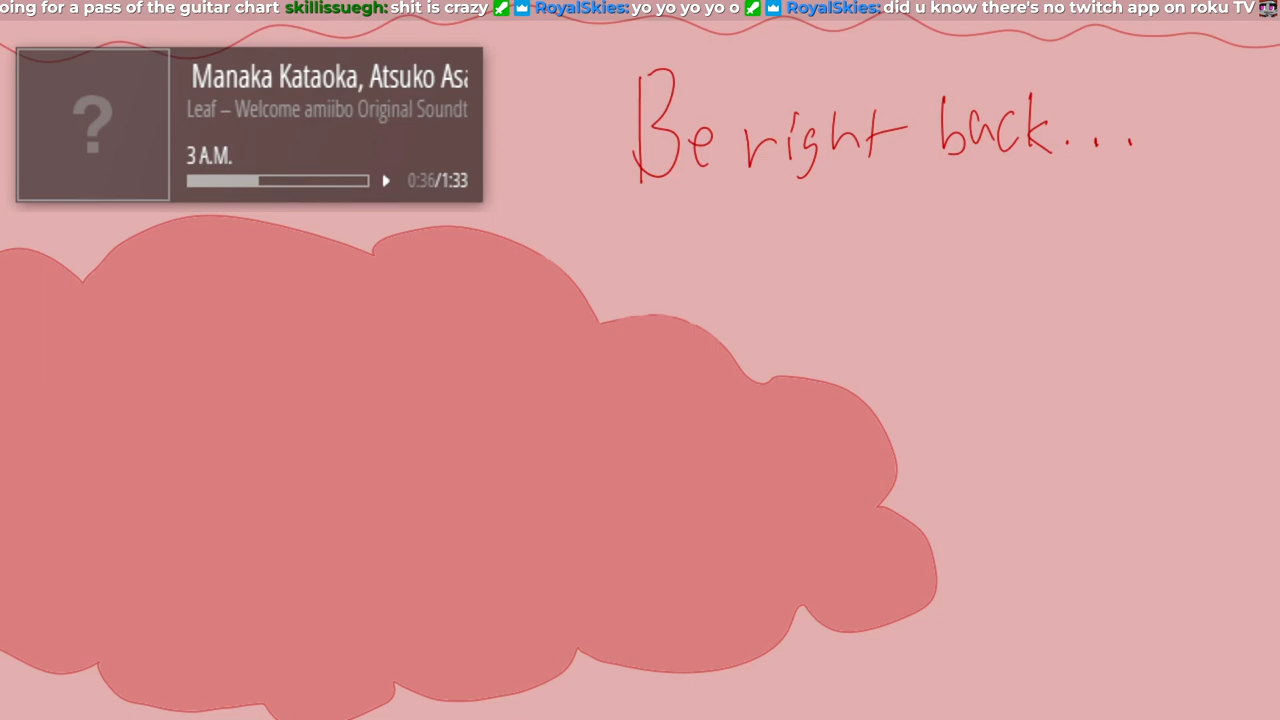 oing for a pass of the guitar chart skillissuegh: shit is crazy RoyalSkies: yo yo yo yo o RoyalSkies: did u know there's no twitch app on roku TV
Manaka Kataoka, Atsuko Asa
Leaf – Welcome amiibo Original Soundt
3 A.M.
0:36/1:33
?
Be right back...